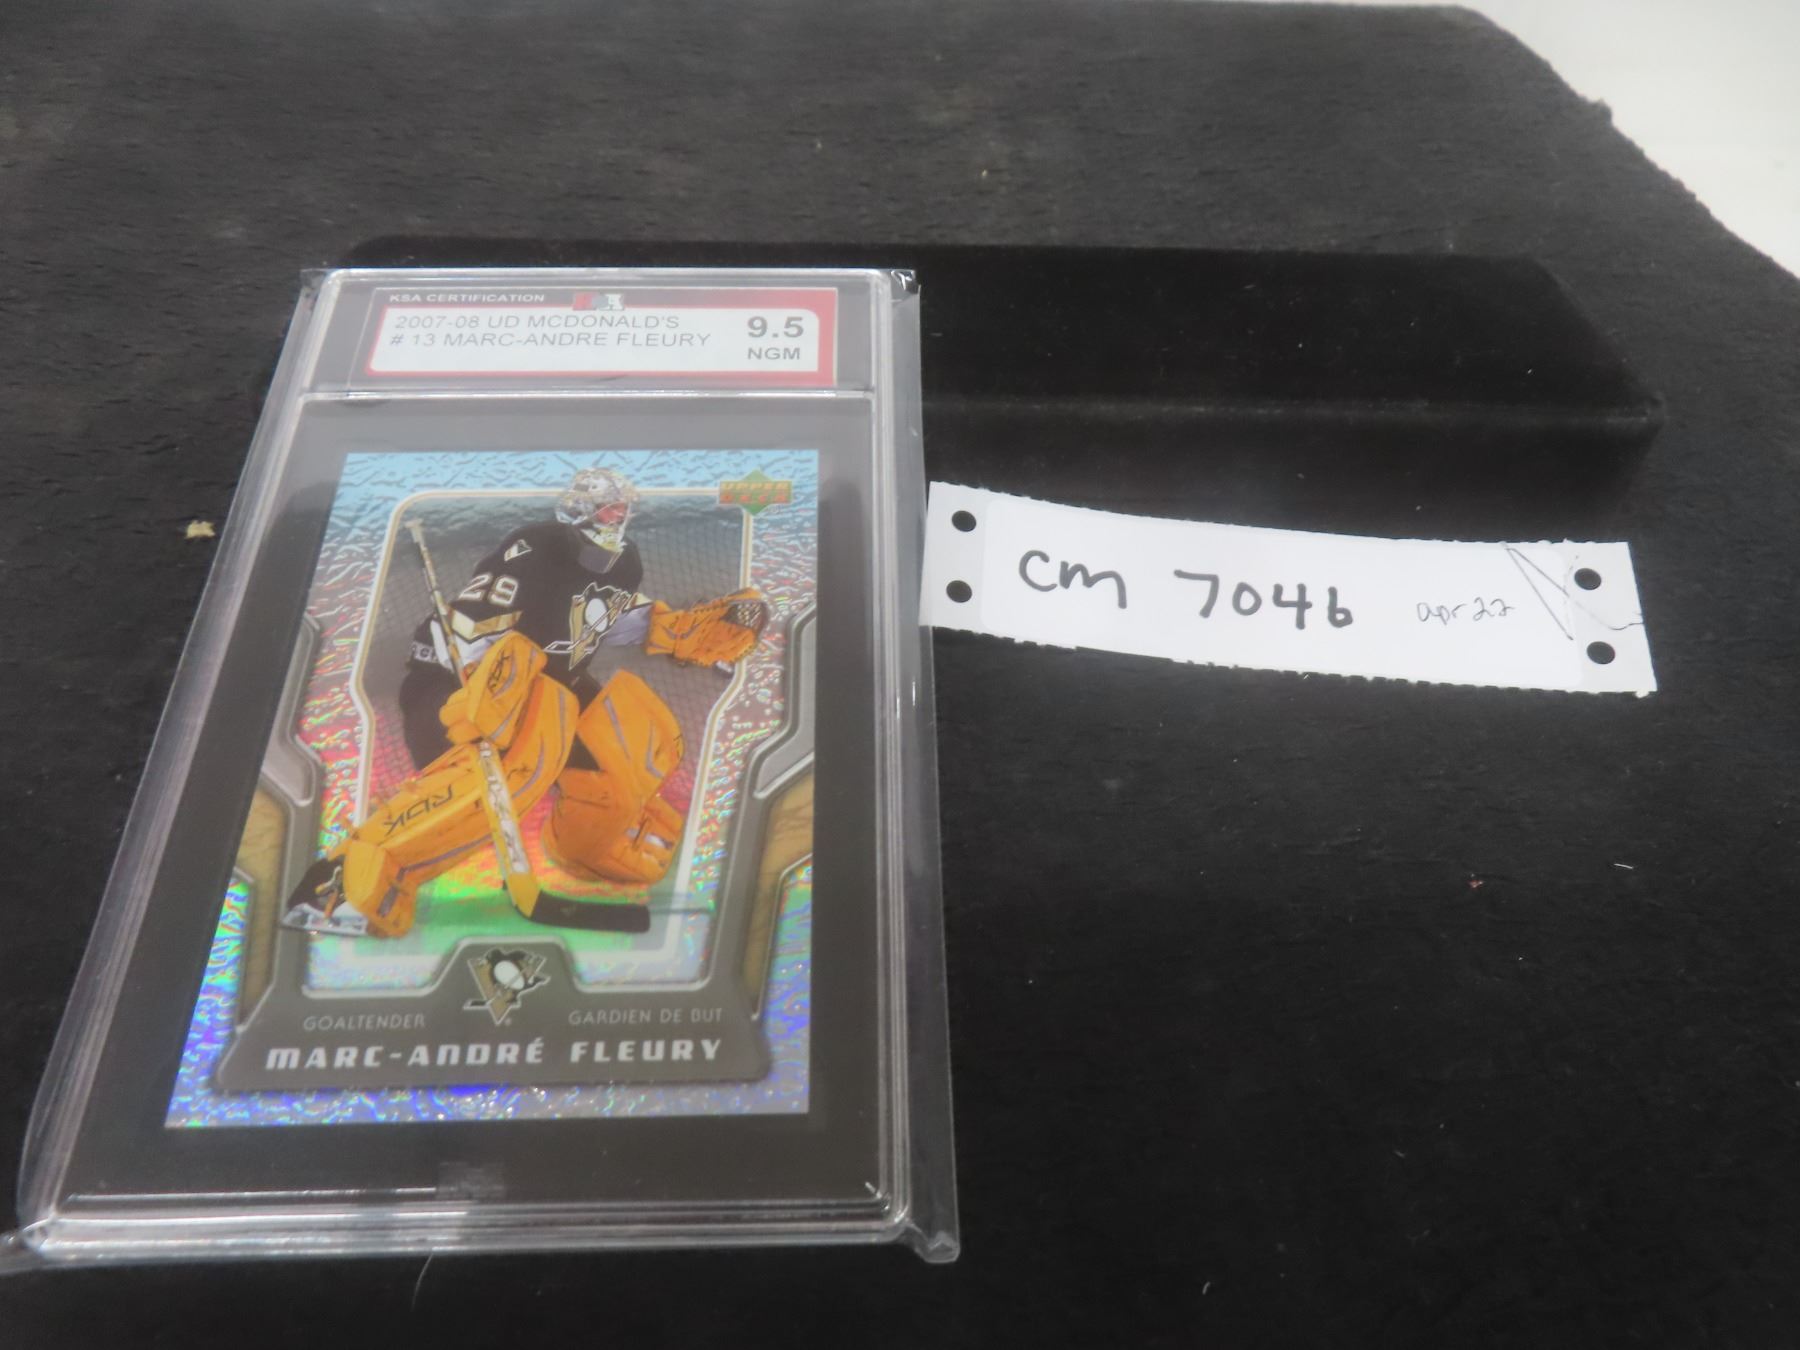 KSA CERTIFICATION
2007-08 UD MCDONALD'S
# 13 MARC-ANDRE FLEURY
9.5
NGM
UPPER DECK
29
RBK
GOALTENDER
GARDIEN DE BUT
MARC-ANDRÉ FLEURY
cm 7046 apr 22